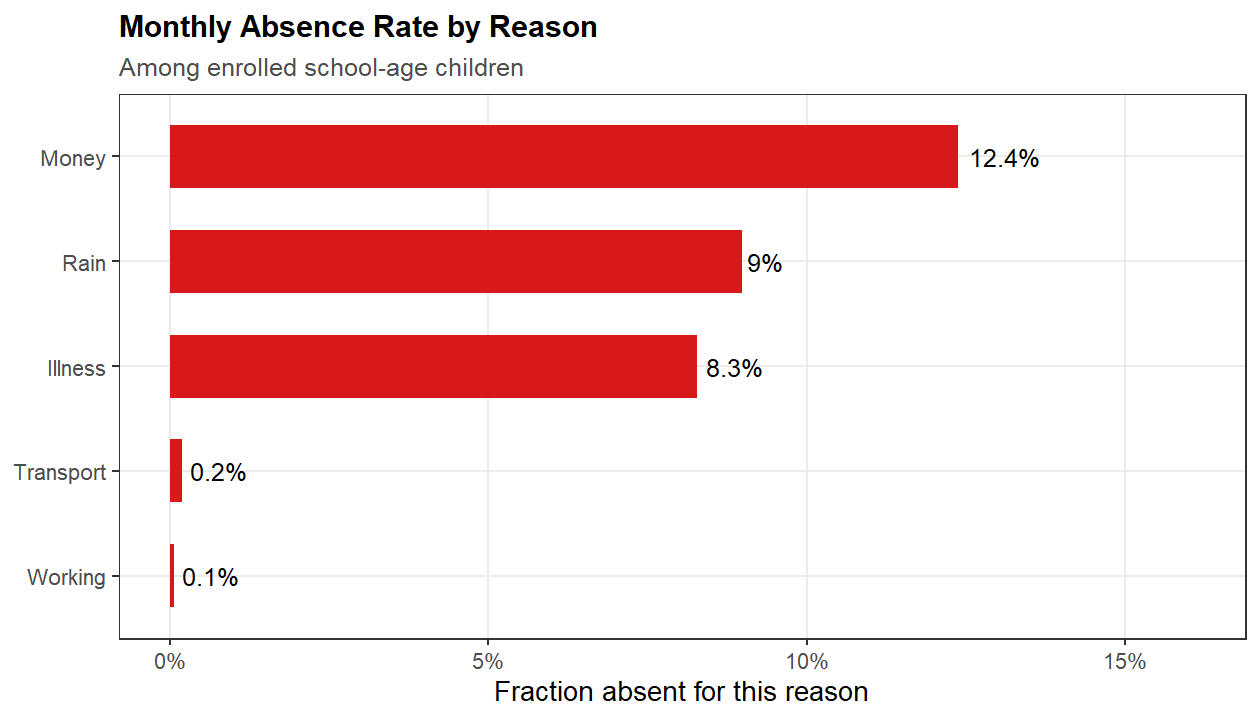 Monthly Absence Rate by Reason
Among enrolled school-age children
Money 12.4%
Rain 9%
Illness 8.3%
Transport 0.2%
Working 0.1%
0% 5% 10% 15%
Fraction absent for this reason